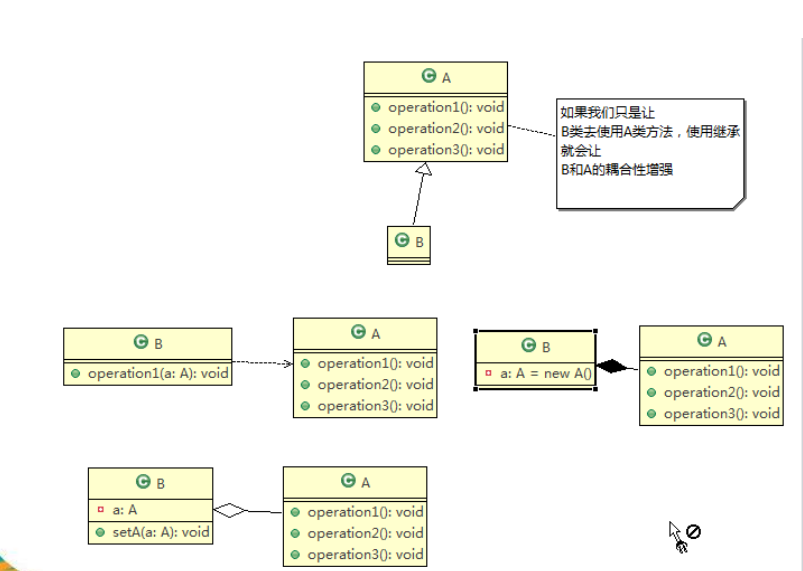 A
operation1(): void
operation2(): void
operation3(): void
如果我们只是让
B类去使用A类方法，使用继承
就会让
B和A的耦合性增强
B
B
operation1(a: A): void
A
operation1(): void
operation2(): void
operation3(): void
B
a: A = new A()
A
operation1(): void
operation2(): void
operation3(): void
B
a: A
setA(a: A): void
A
operation1(): void
operation2(): void
operation3(): void